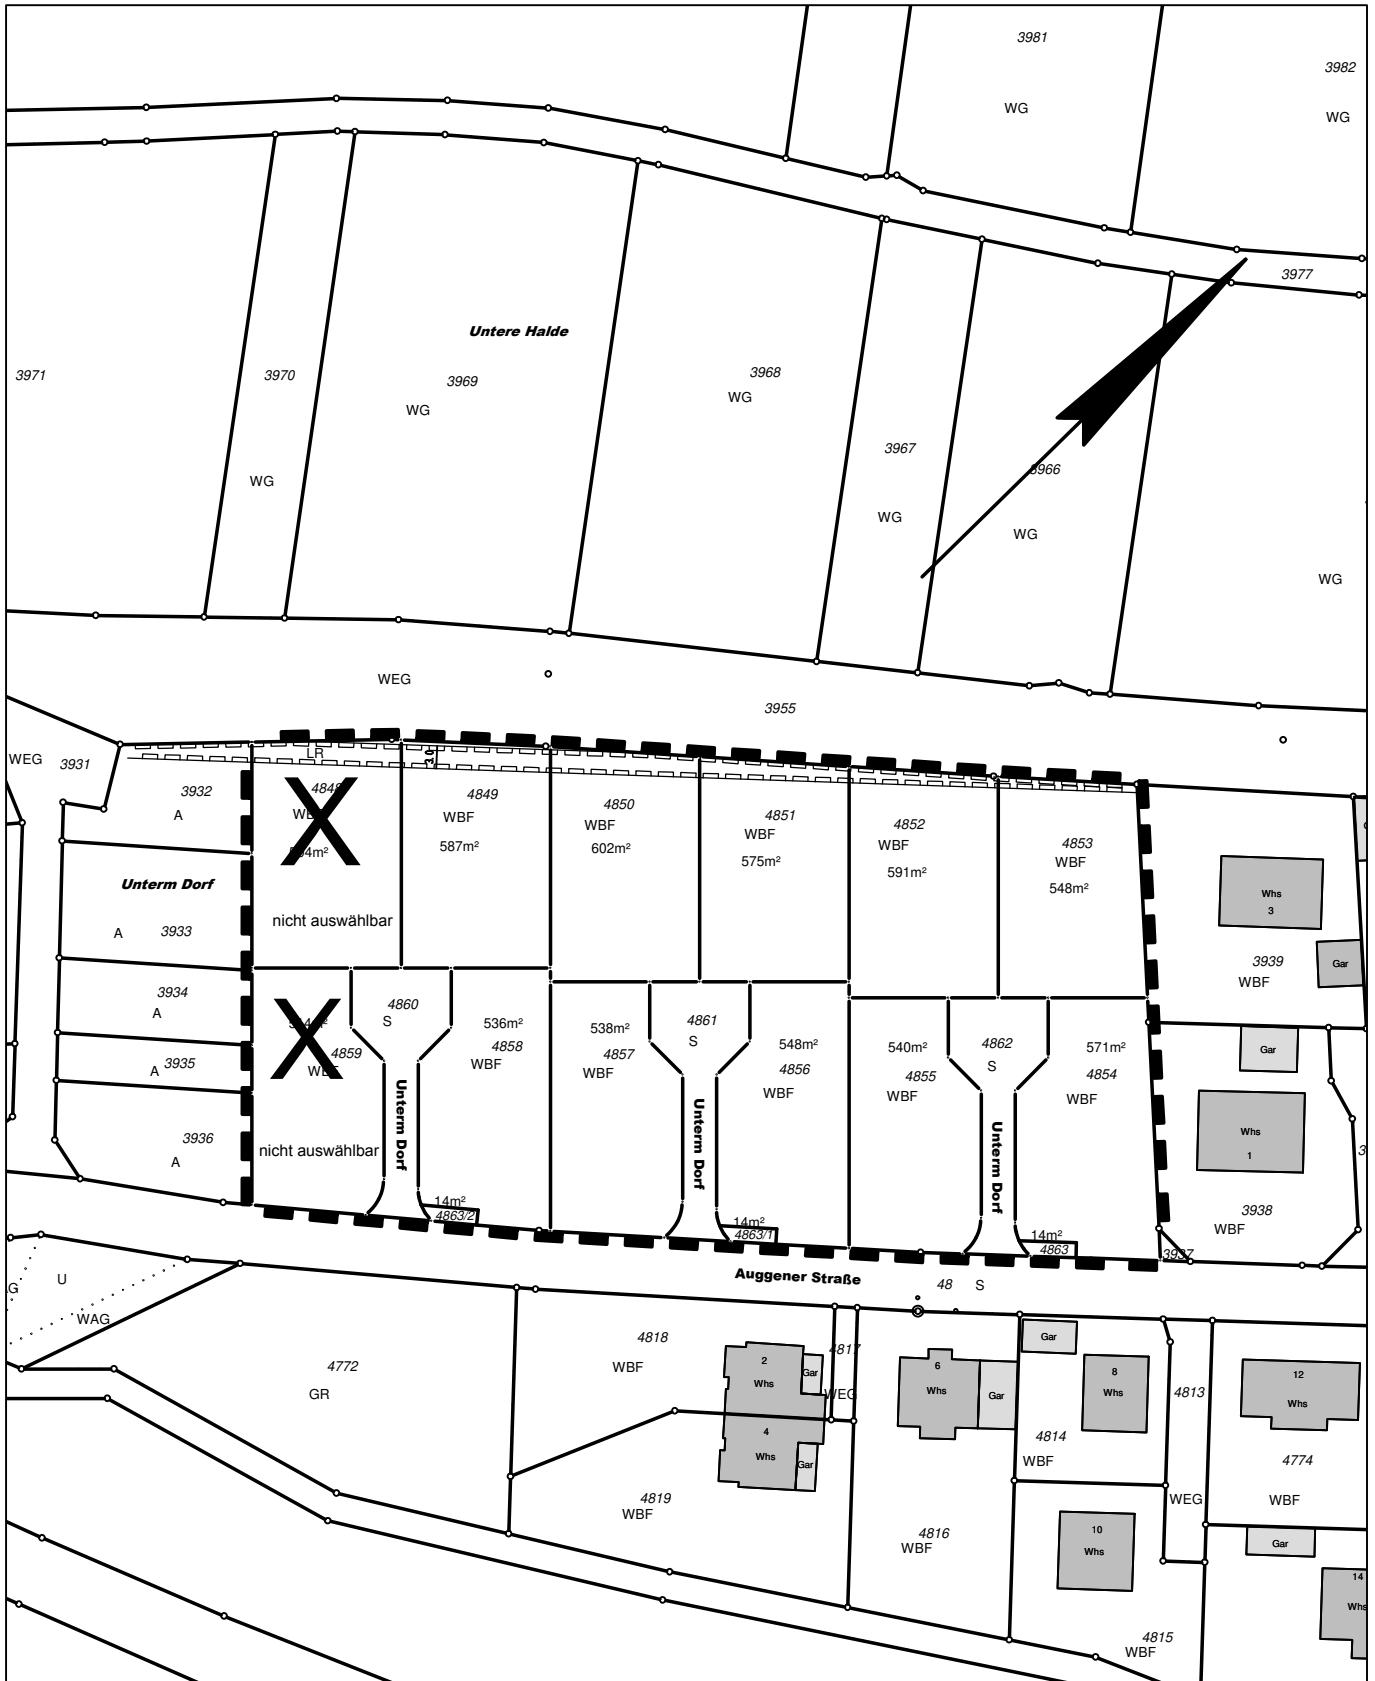 3981
3982
WG
WG
3977
Untere Halde
3971
3970
3969
3968
WG
WG
3967
3966
WG
WG
WG
WG
WEG
3955
WEG
3931
LR
3.0
3932
A
4849
WBF
587m²
4850
WBF
602m²
4851
WBF
575m²
4852
WBF
591m²
4853
WBF
548m²
nicht auswählbar
Unterm Dorf
A
3933
3934
A
A
3935
3936
A
Whs
3
Gar
3939
WBF
Gar
Whs
1
3938
WBF
3937
4860
S
4859
536m²
4858
WBF
538m²
4857
WBF
4861
S
548m²
4856
WBF
540m²
4855
WBF
4862
S
571m²
4854
WBF
Unterm Dorf
Unterm Dorf
Unterm Dorf
nicht auswählbar
14m²
4863/2
14m²
4863/1
14m²
4863
Auggener Straße
48
S
U
WAG
4772
GR
4818
WBF
2
Whs
Gar
4817
WEG
4
Whs
Gar
4819
WBF
6
Whs
Gar
4816
WBF
Gar
8
Whs
4814
WBF
4813
WEG
10
Whs
4815
WBF
12
Whs
4774
WBF
Gar
14
Whs